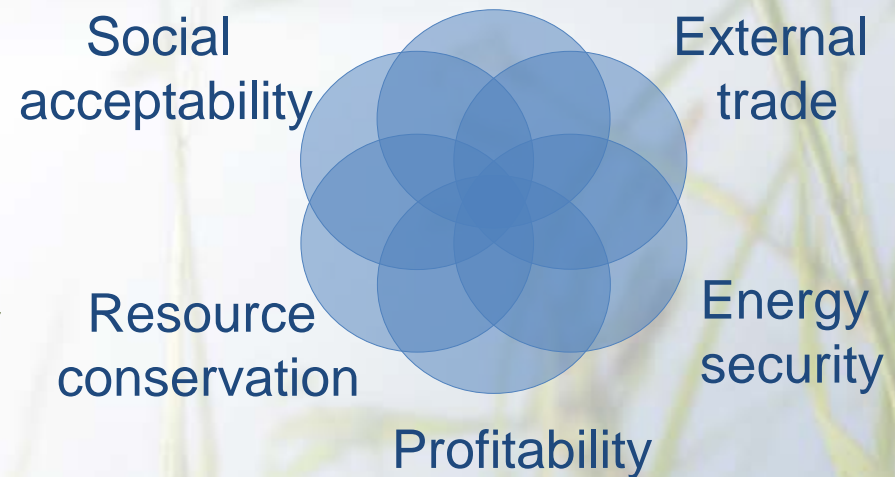 Social
acceptability
External
trade
Resource
conservation
Energy
security
Profitability